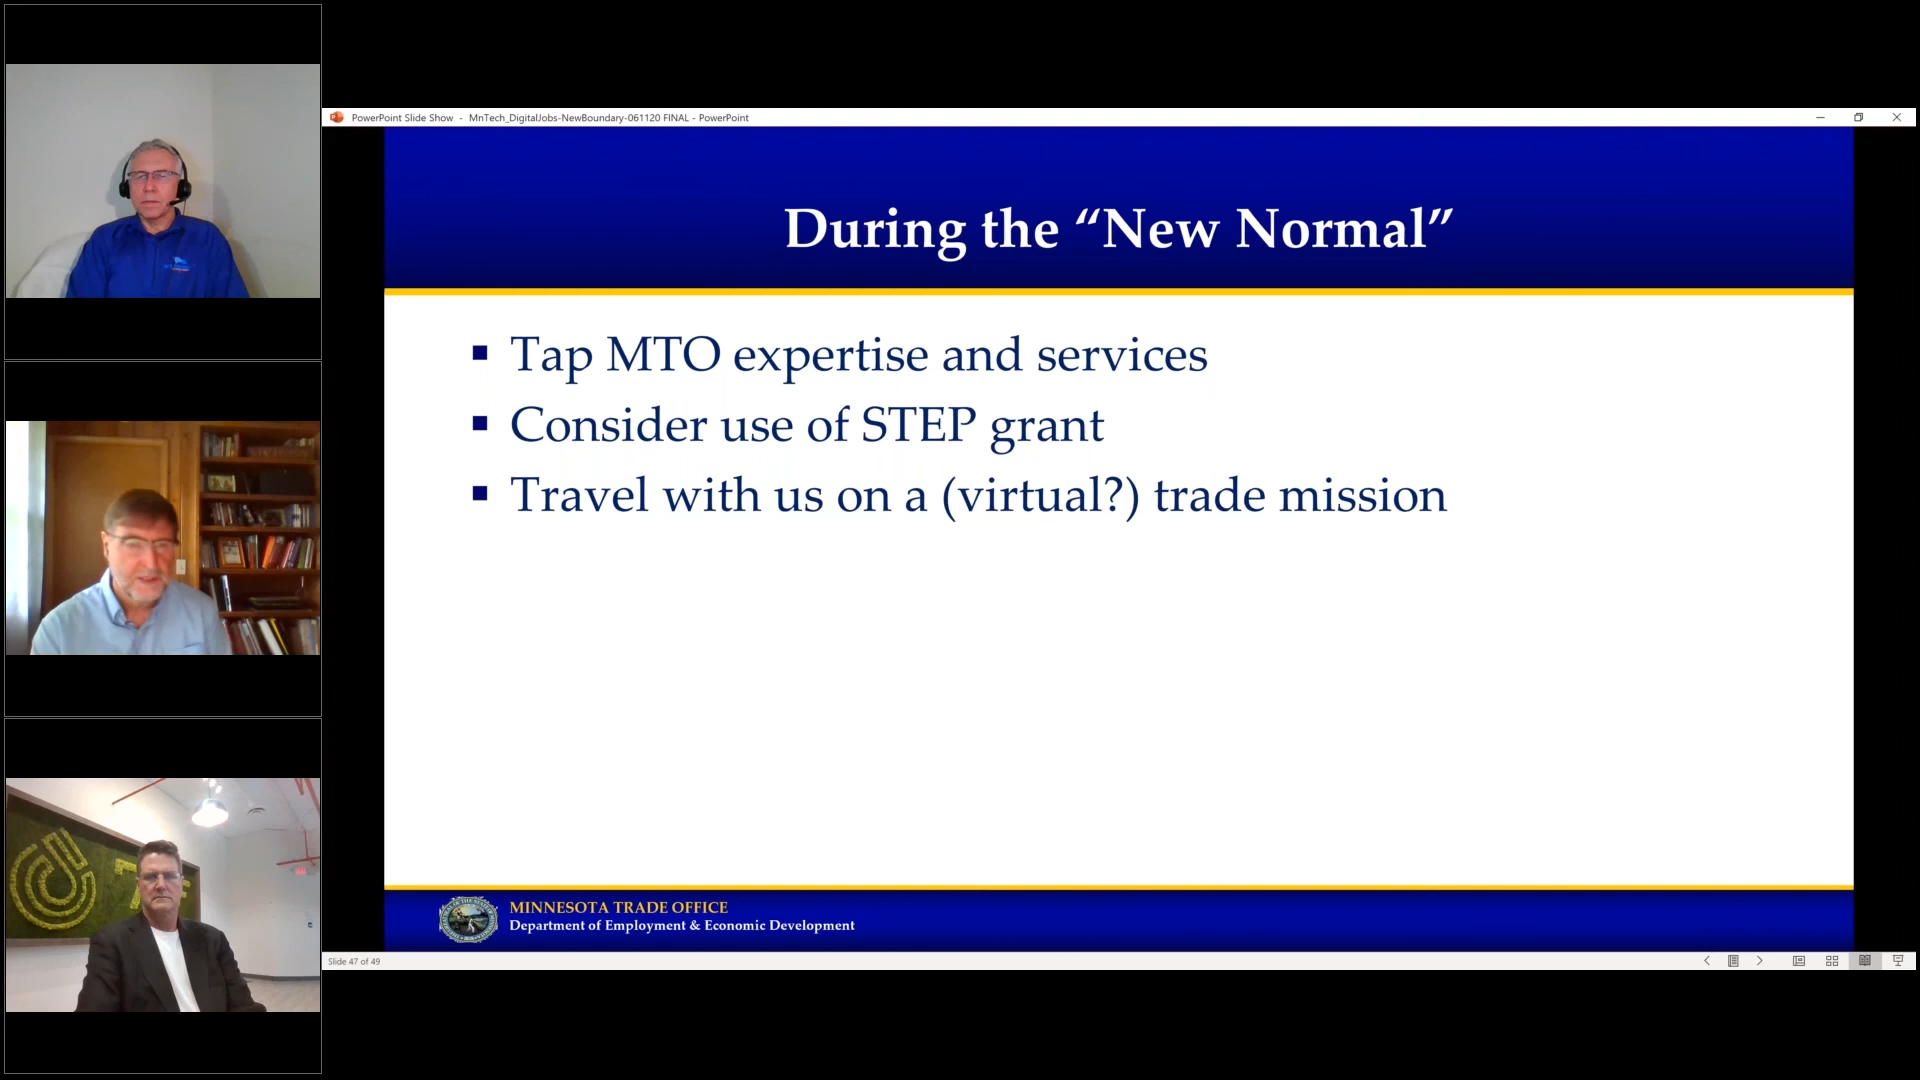 PowerPoint Slide Show - MnTech_DigitalJobs-NewBoundary-061120 FINAL - PowerPoint
During the “New Normal”
▪ Tap MTO expertise and services
▪ Consider use of STEP grant
▪ Travel with us on a (virtual?) trade mission
MINNESOTA TRADE OFFICE
Department of Employment & Economic Development
Slide 47 of 49